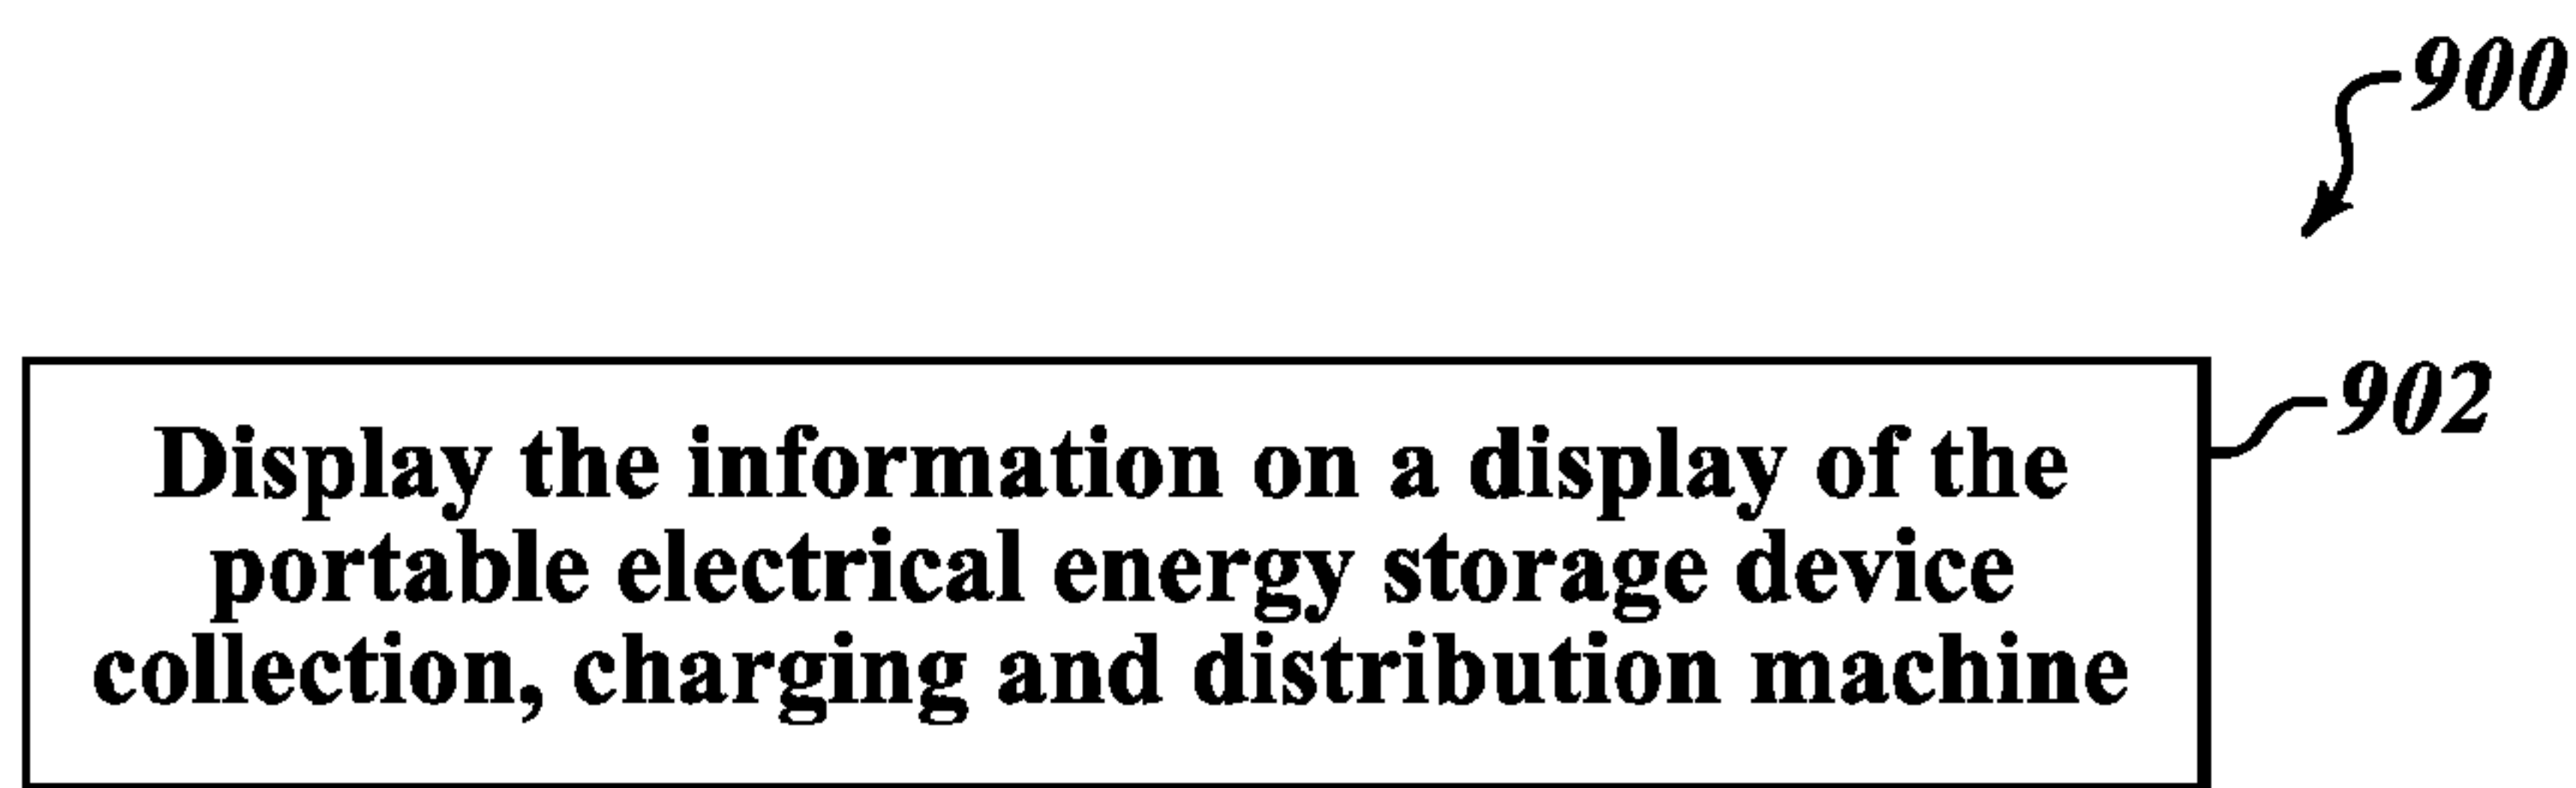 900
902
Display the information on a display of the
portable electrical energy storage device
collection, charging and distribution machine